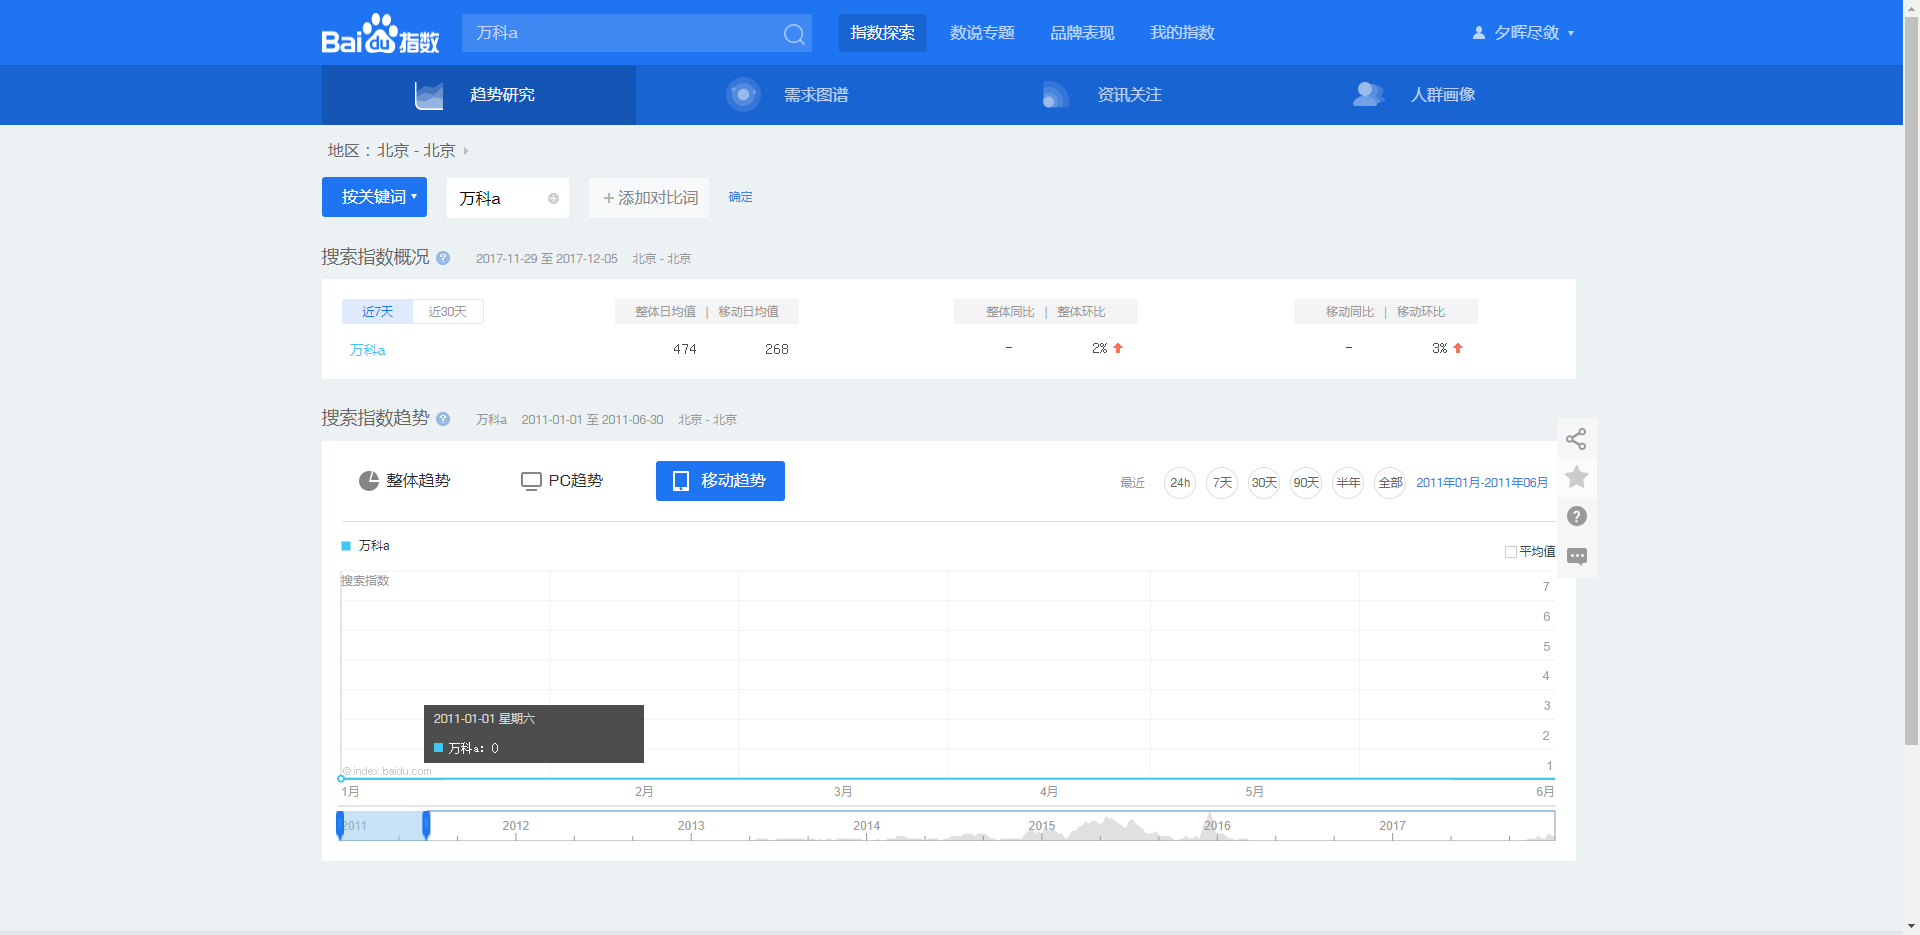 Baidu指数
万科a
指数探索
数说专题
品牌表现
我的指数
夕晖尽敛
趋势研究
需求图谱
资讯关注
人群画像
地区： 北京 - 北京
按关键词
万科a
+ 添加对比词
确定
搜索指数概况 ? 2017-11-29 至 2017-12-05 北京 - 北京
近7天 近30天
整体日均值 | 移动日均值
整体同比 | 整体环比
移动同比 | 移动环比
万科a 474 268 - 2% - 3%
搜索指数趋势 ? 万科a 2011-01-01 至 2011-06-30 北京 - 北京
整体趋势
PC趋势
移动趋势
最近 24h 7天 30天 90天 半年 全部 2011年01月-2011年06月
?
万科a
平均值
搜索指数
7
6
5
4
3
2
1
2011-01-01 星期六
万科a: 0
© index.baidu.com
1月 2月 3月 4月 5月 6月
2011 2012 2013 2014 2015 2016 2017